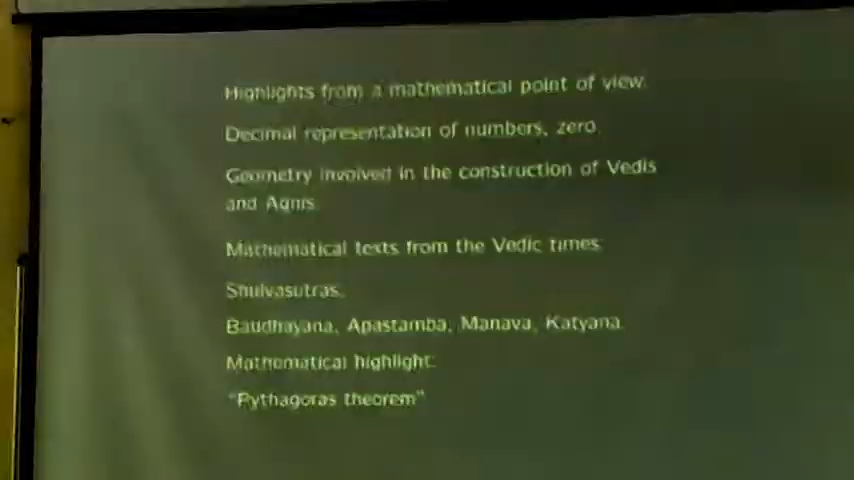 Highlights from a mathematical point of view.
Decimal representation of numbers, zero.
Geometry involved in the construction of Vedis
and Agnis.
Mathematical texts from the Vedic times.
Shulvasutras.
Baudhayana, Apastamba, Manava, Katyana.
Mathematical highlight:
"Pythagoras theorem"